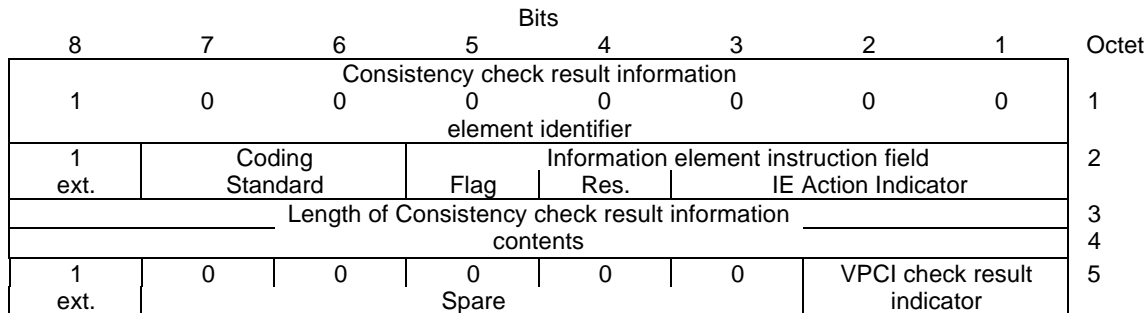 Bits
8 7 6 5 4 3 2 1 Octet
Consistency check result information
1 0 0 0 0 0 0 0 1
element identifier
1 Coding Information element instruction field 2
ext. Standard Flag Res. IE Action Indicator
Length of Consistency check result information 3
contents 4
1 0 0 0 0 0 VPCI check result 5
ext. Spare indicator